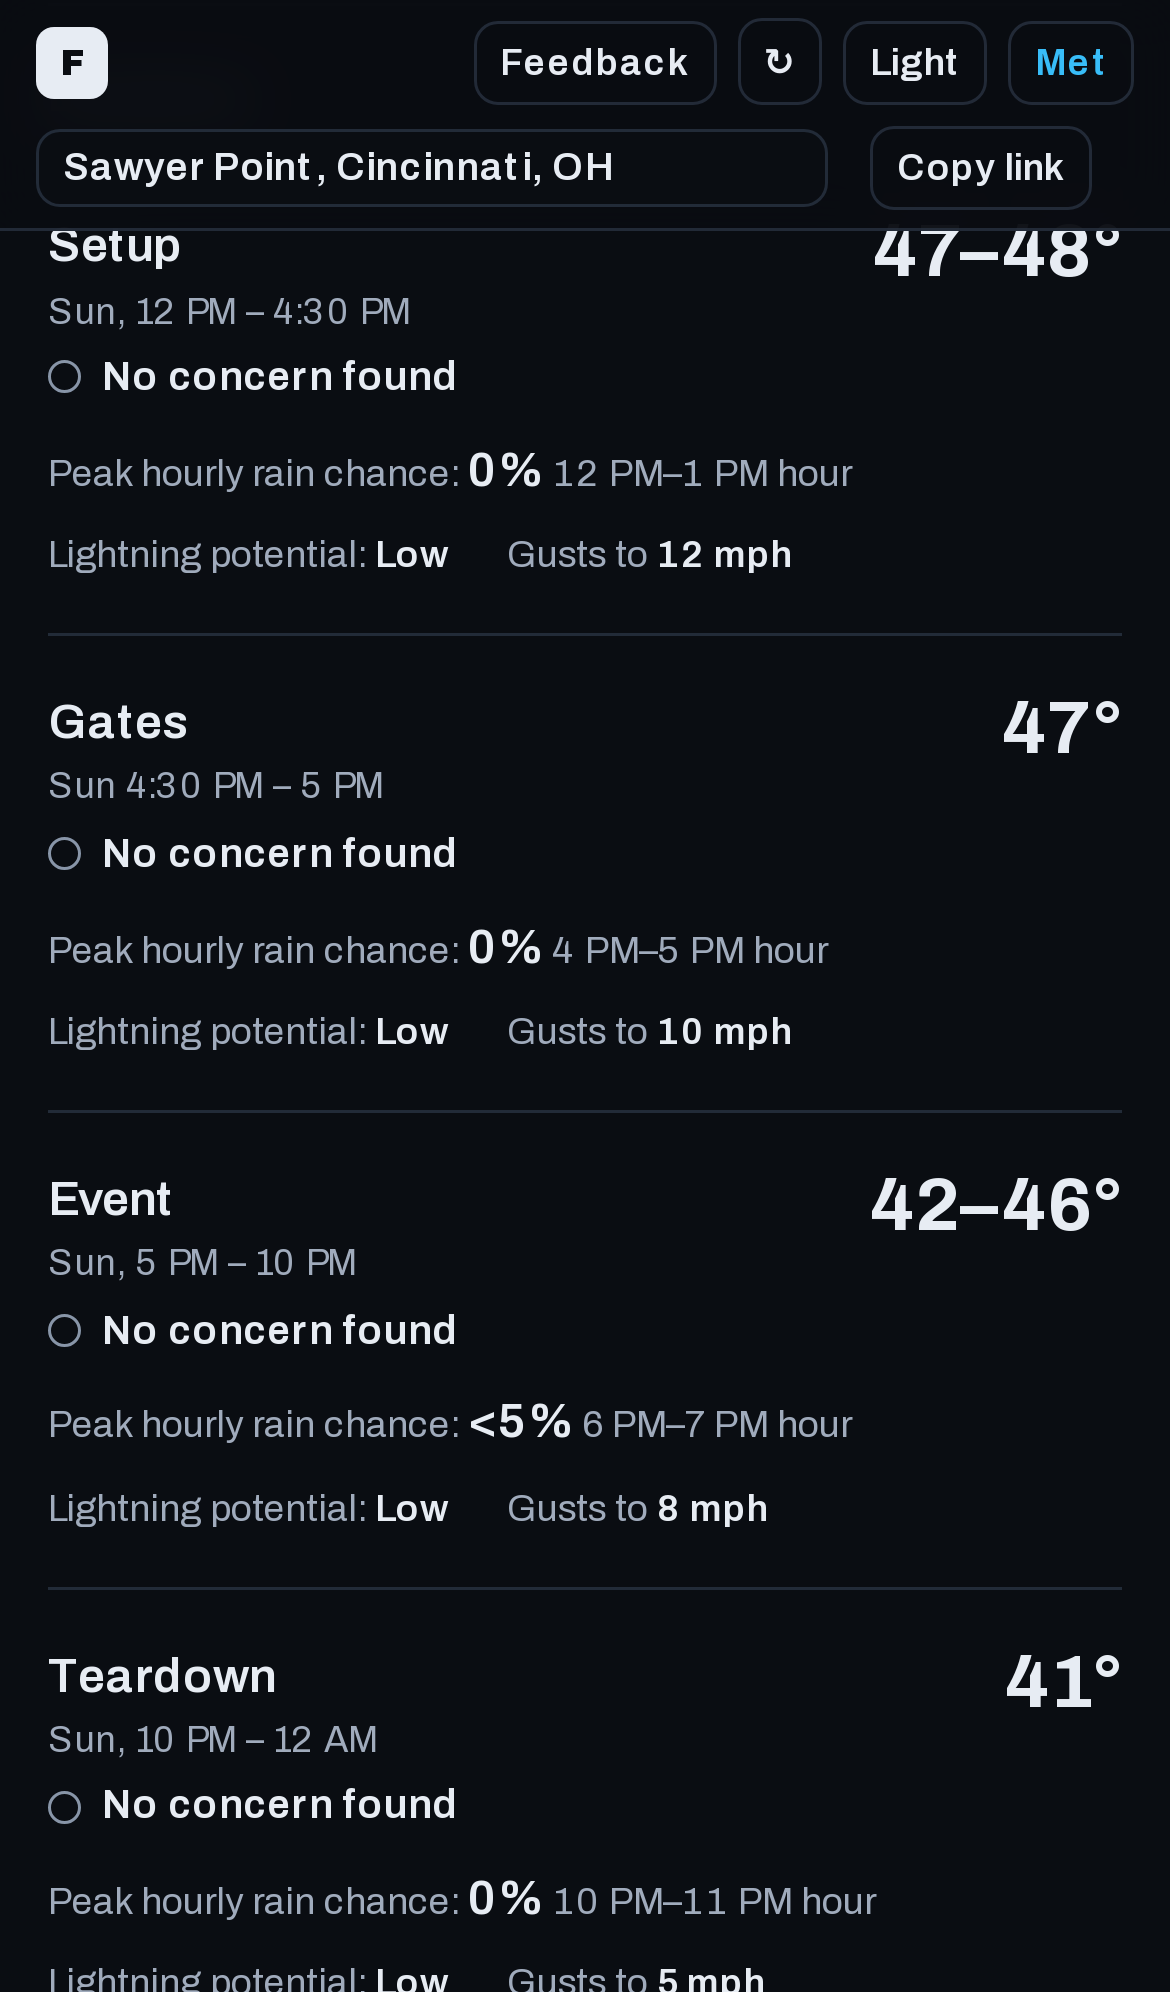 F
Feedback ↻ Light Met
Sawyer Point, Cincinnati, OH
Copy link
Setup 47–48°
Sun, 12 PM – 4:30 PM
No concern found
Peak hourly rain chance: 0% 12 PM–1 PM hour
Lightning potential: Low Gusts to 12 mph
Gates 47°
Sun 4:30 PM – 5 PM
No concern found
Peak hourly rain chance: 0% 4 PM–5 PM hour
Lightning potential: Low Gusts to 10 mph
Event 42–46°
Sun, 5 PM – 10 PM
No concern found
Peak hourly rain chance: <5% 6 PM–7 PM hour
Lightning potential: Low Gusts to 8 mph
Teardown 41°
Sun, 10 PM – 12 AM
No concern found
Peak hourly rain chance: 0% 10 PM–11 PM hour
Lightning potential: Low Gusts to 5 mph